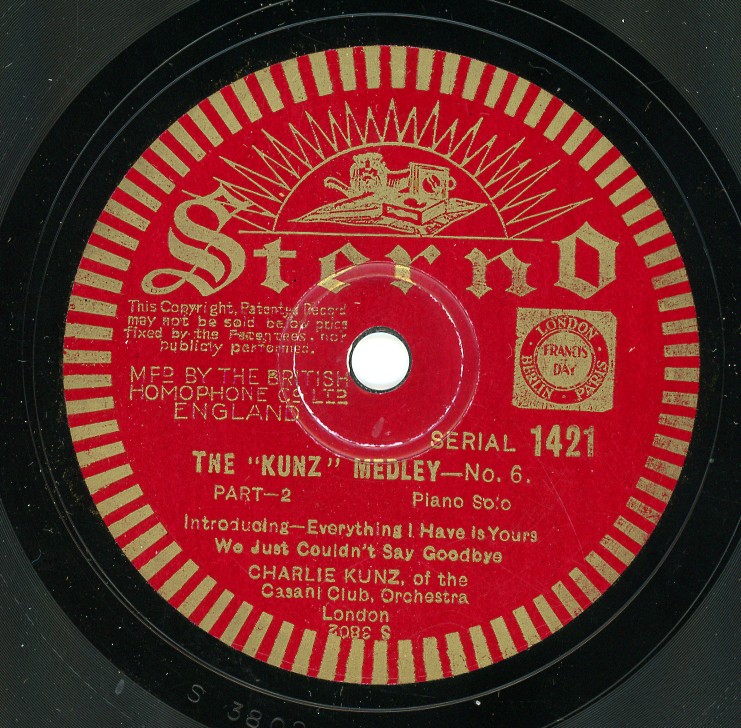 Sterno
This Copyright, Patented Record
may not be sold below price
fixed by the Patentees, nor
publicly performed.
MFD BY THE BRITISH
HOMOPHONE CO LTD
ENGLAND
LONDON
FRANCIS
& DAY
BERLIN - PARIS
SERIAL 1421
THE "KUNZ" MEDLEY—No. 6.
PART—2 Piano Solo
Introducing—Everything I Have is Yours
We Just Couldn't Say Goodbye
CHARLIE KUNZ, of the
Casani Club, Orchestra
London
S 3802
S 380